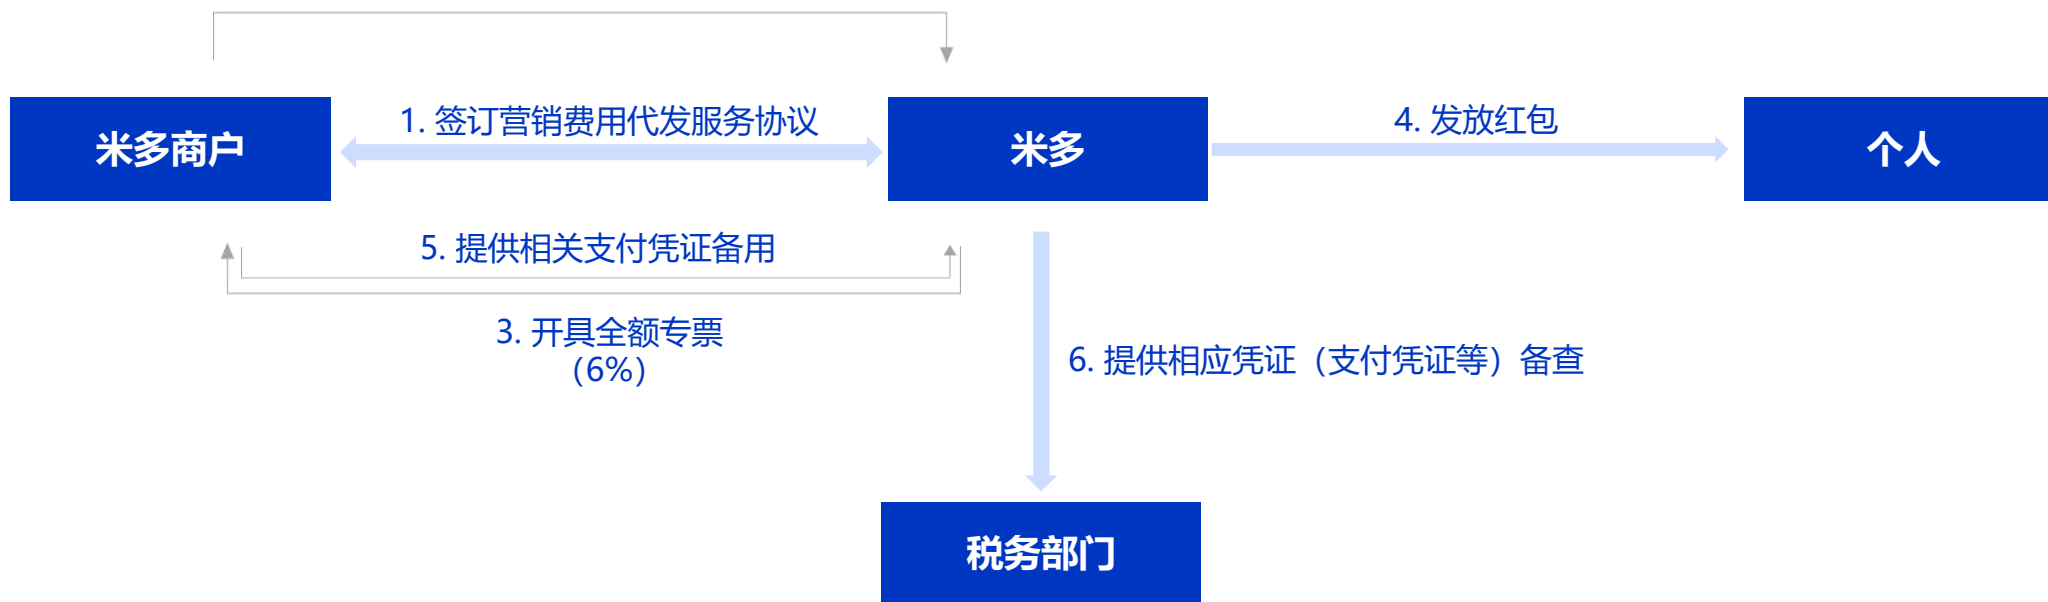 1. 签订营销费用代发服务协议
4. 发放红包
米多商户
米多
个人
5. 提供相关支付凭证备用
3. 开具全额专票
（6%）
6. 提供相应凭证（支付凭证等）备查
税务部门